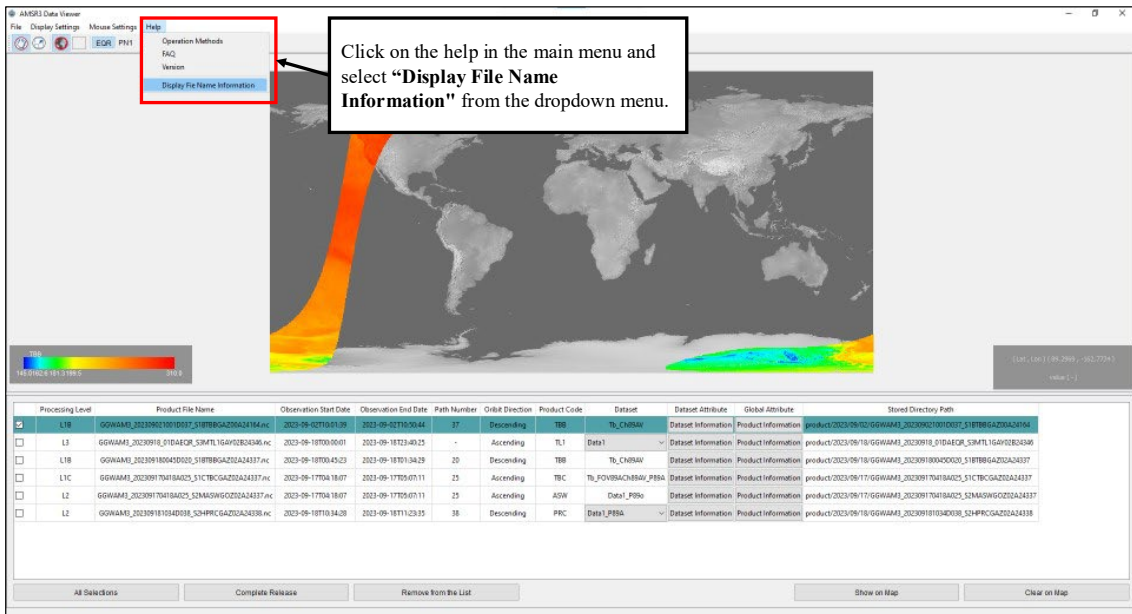 AMSR3 Data Viewer
File Display Settings Mouse Settings Help
EQR PN1
Operation Methods
FAQ
Version
Display Fie Name Information
Click on the help in the main menu and
select “Display File Name
Information" from the dropdown menu.
TBB
310.0
Processing Level Product File Name Observation Start Date Observation End Date Path Number Oribit Direction Product Code Dataset Dataset Attribute Global Attribute Stored Directory Path
L1B GGWAM3_202309021001D037_S1BTBBGAZ00A24164.nc 2023-09-02T10:01:39 2023-09-02T10:50:44 37 Descending TBB Tb_Ch89AV Dataset Information Product Information product/2023/09/02/GGWAM3_202309021001D037_S1BTBBGAZ00A24164
L3 GGWAM3_20230918_01DAEQR_S3MTL1GAY02B24346.nc 2023-09-18T00:00:01 2023-09-18T23:40:25 - Ascending TL1 Data1 Dataset Information Product Information product/2023/09/18/GGWAM3_20230918_01DAEQR_S3MTL1GAY02B24346
L1B GGWAM3_202309180045D020_S1BTBBGAZ02A24337.nc 2023-09-18T00:45:23 2023-09-18T01:34:29 20 Descending TBB Tb_Ch89AV Dataset Information Product Information product/2023/09/18/GGWAM3_202309180045D020_S1BTBBGAZ02A24337
L1C GGWAM3_202309170418A025_S1CTBCGAZ02A24337.nc 2023-09-17T04:18:07 2023-09-17T05:07:11 25 Ascending TBC Tb_FOV89ACh89AV_P89A Dataset Information Product Information product/2023/09/17/GGWAM3_202309170418A025_S1CTBCGAZ02A24337
L2 GGWAM3_202309170418A025_S2MASWGOZ02A24337.nc 2023-09-17T04:18:07 2023-09-17T05:07:11 25 Ascending ASW Data1_P89o Dataset Information Product Information product/2023/09/17/GGWAM3_202309170418A025_S2MASWGOZ02A24337
L2 GGWAM3_202309181034D038_S2HPRCGAZ02A24338.nc 2023-09-18T10:34:28 2023-09-18T11:23:35 38 Descending PRC Data1_P89A Dataset Information Product Information product/2023/09/18/GGWAM3_202309181034D038_S2HPRCGAZ02A24338
All Selections Complete Release Remove from the List Show on Map Clear on Map